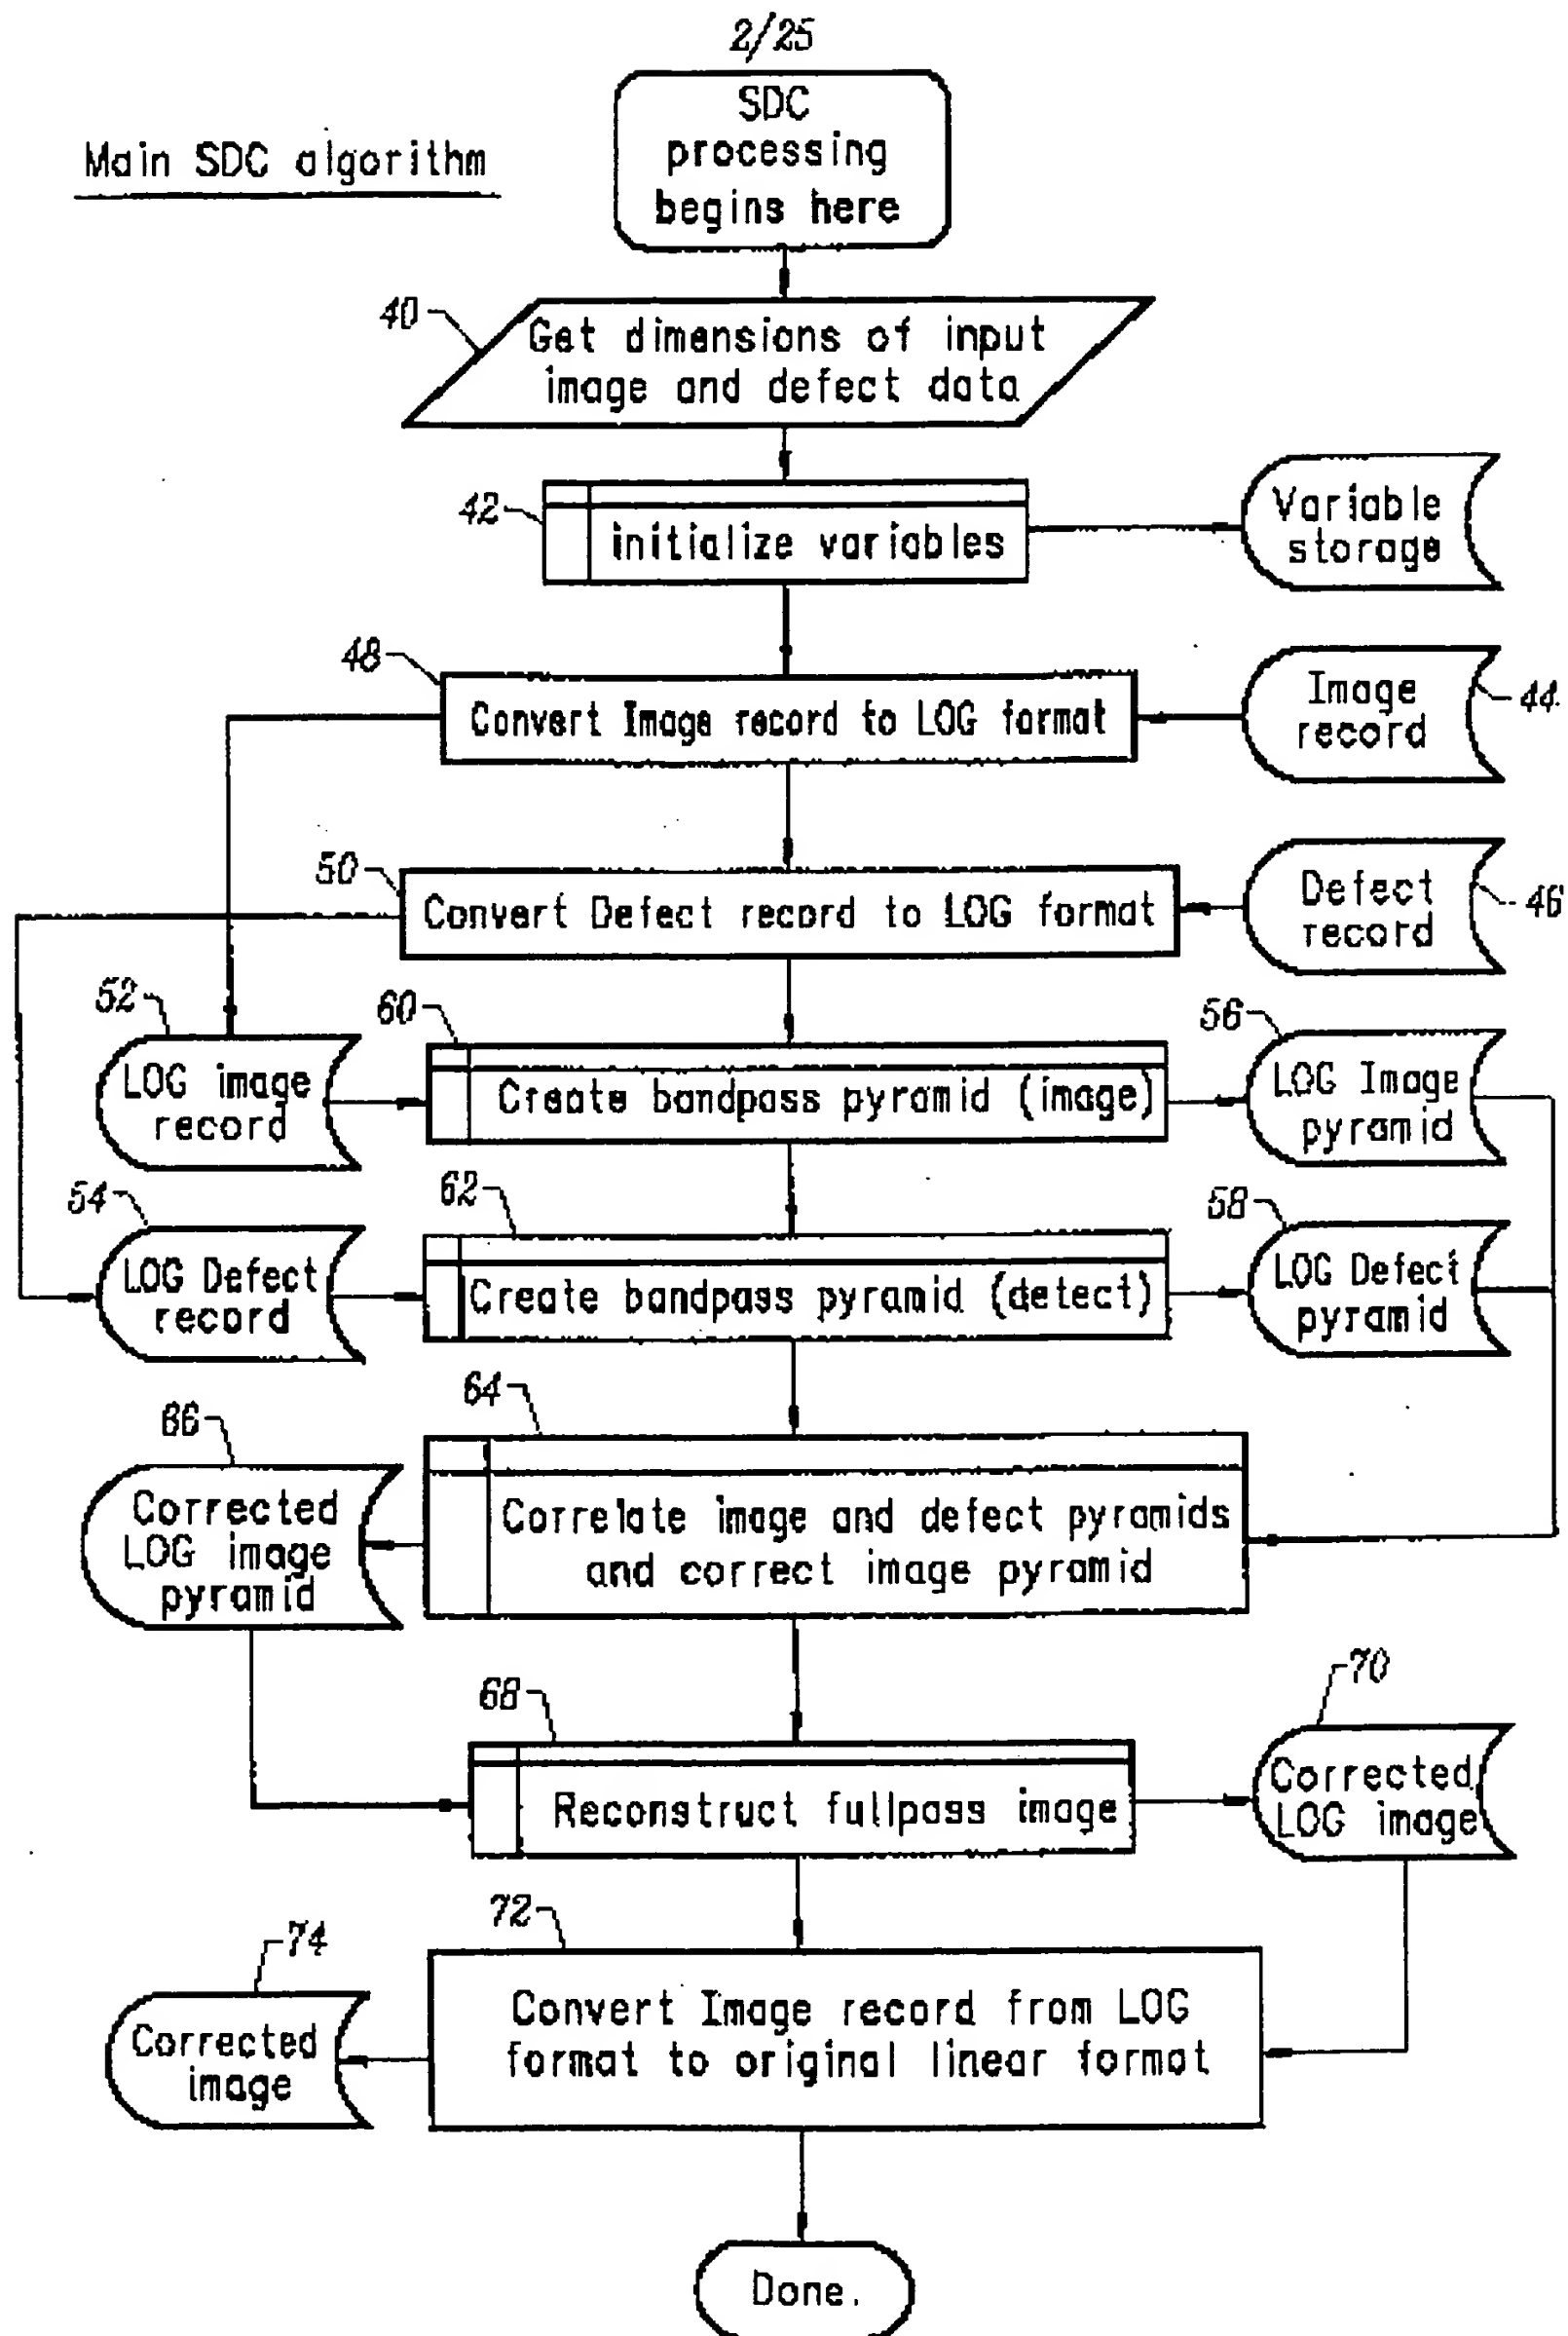 2/25
SDC
processing
begins here
Main SDC algorithm
40
Get dimensions of input
image and defect data
42
initialize variables
Variable
storage
48
Convert Image record to LOG format
Image
record
44
50
Convert Defect record to LOG format
Defect
record
46
52
LOG image
record
60
Create bandpass pyramid (image)
56
LOG Image
pyramid
54
LOG Defect
record
62
Create bandpass pyramid (detect)
58
LOG Defect
pyramid
64
Correlate image and defect pyramids
and correct image pyramid
66
Corrected
LOG image
pyramid
68
Reconstruct fullpass image
70
Corrected
LOG image
72
Convert Image record from LOG
format to original linear format
74
Corrected
image
Done.